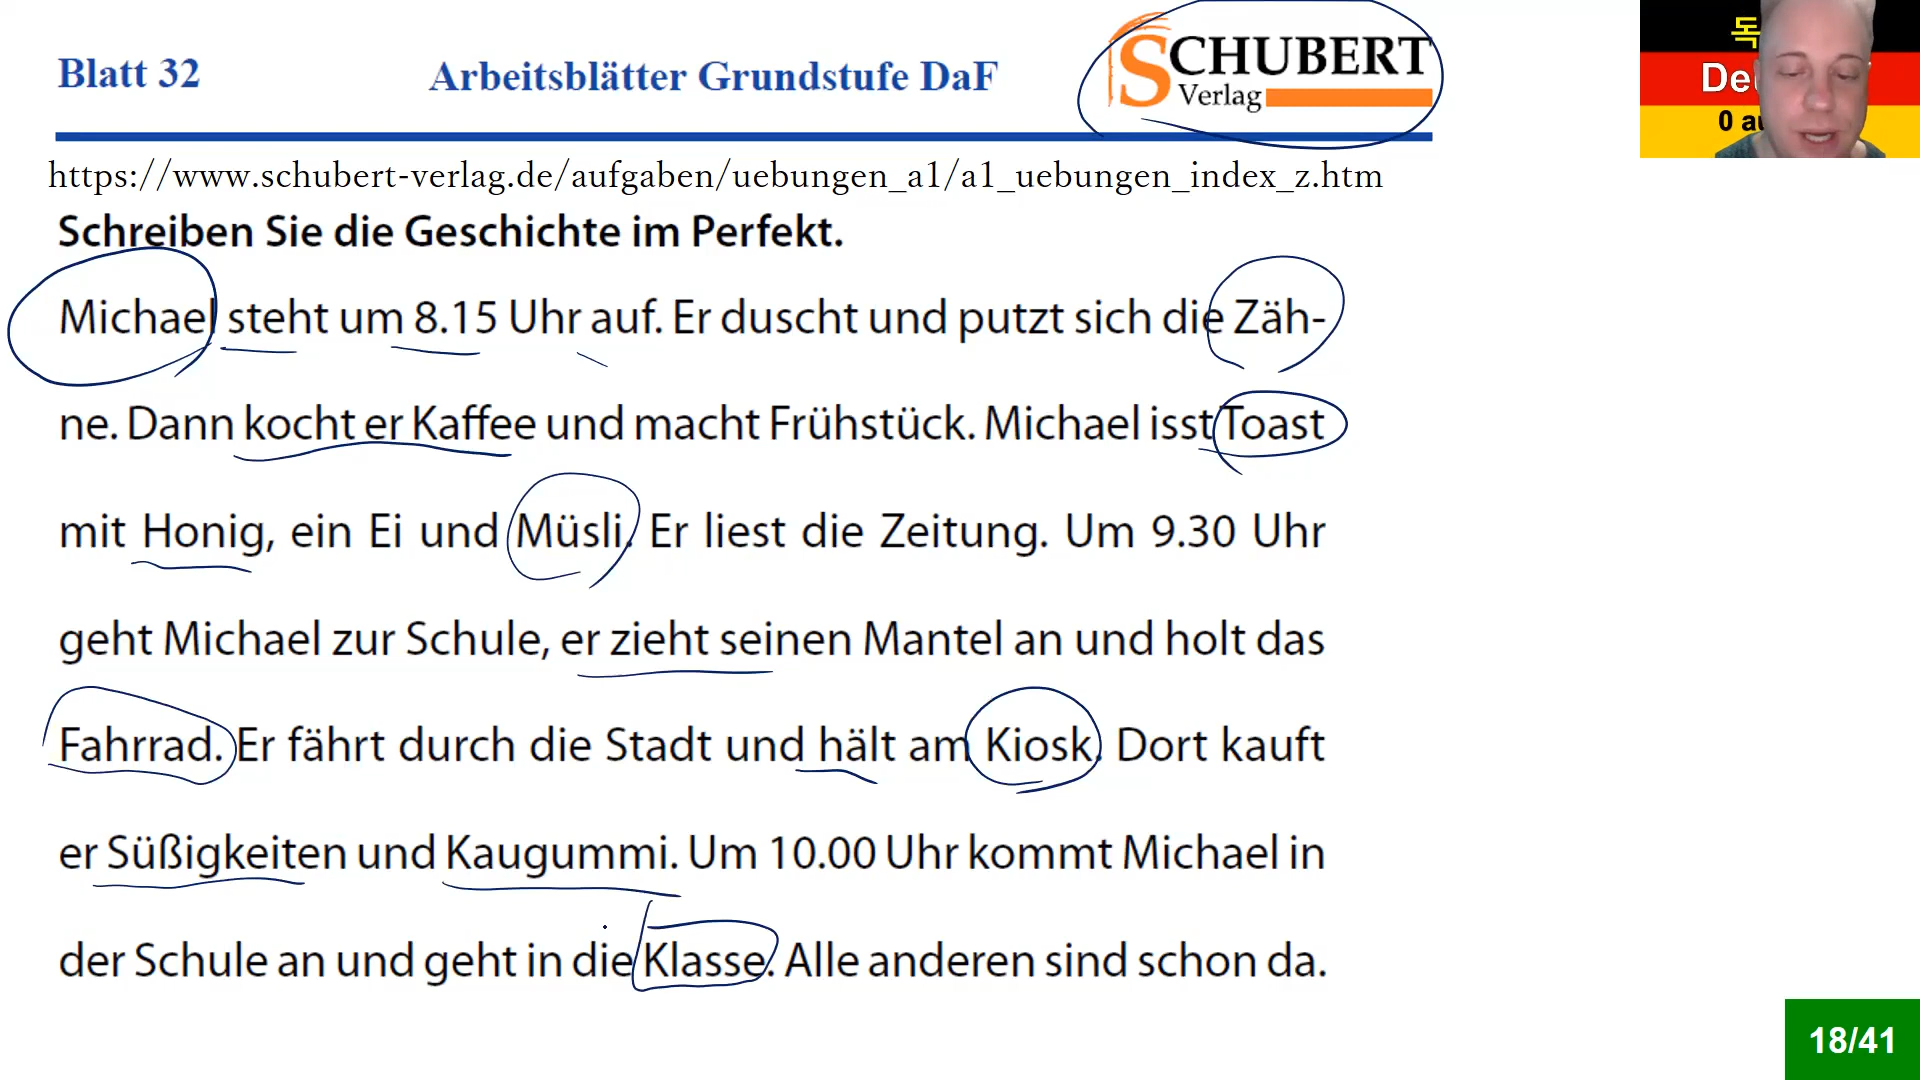 Blatt 32
Arbeitsblätter Grundstufe DaF
SCHUBERT
Verlag
독
De
0 au
https://www.schubert-verlag.de/aufgaben/uebungen_a1/a1_uebungen_index_z.htm
Schreiben Sie die Geschichte im Perfekt.
Michael steht um 8.15 Uhr auf. Er duscht und putzt sich die Zäh-
ne. Dann kocht er Kaffee und macht Frühstück. Michael isst Toast
mit Honig, ein Ei und Müsli. Er liest die Zeitung. Um 9.30 Uhr
geht Michael zur Schule, er zieht seinen Mantel an und holt das
Fahrrad. Er fährt durch die Stadt und hält am Kiosk. Dort kauft
er Süßigkeiten und Kaugummi. Um 10.00 Uhr kommt Michael in
der Schule an und geht in die Klasse. Alle anderen sind schon da.
18/41